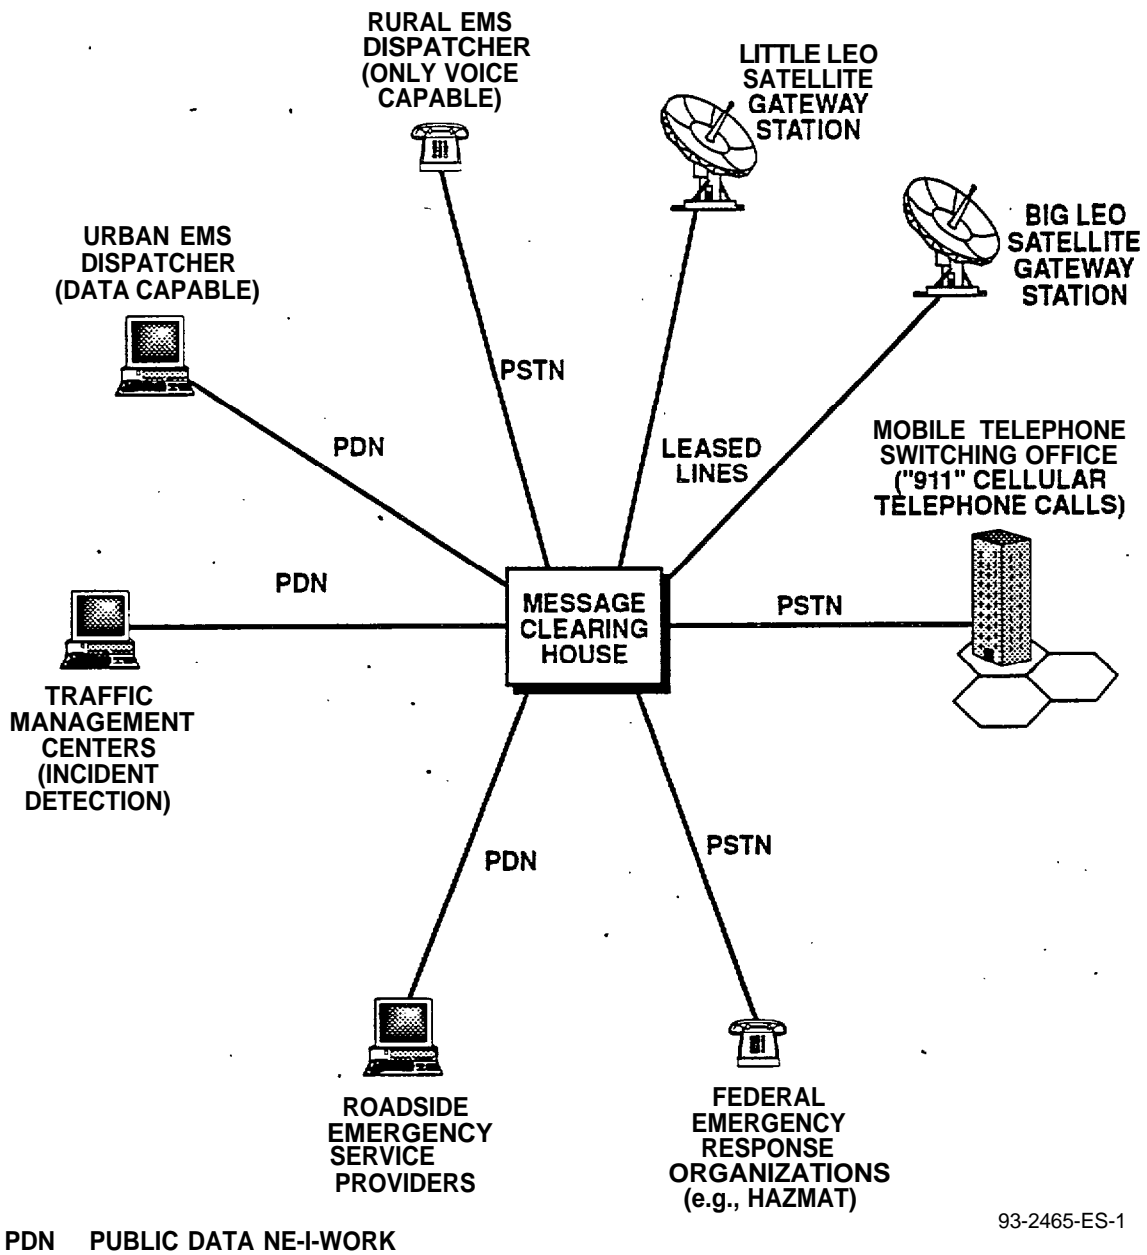 RURAL EMS
DISPATCHER
(ONLY VOICE
CAPABLE)
LITTLE LEO
SATELLITE
GATEWAY
STATION
BIG LEO
SATELLITE
GATEWAY
STATION
URBAN EMS
DISPATCHER
(DATA CAPABLE)
PSTN
PDN
LEASED
LINES
MOBILE TELEPHONE
SWITCHING OFFICE
("911" CELLULAR
TELEPHONE CALLS)
PDN
MESSAGE
CLEARING
HOUSE
PSTN
TRAFFIC
MANAGEMENT
CENTERS
(INCIDENT
DETECTION)
PDN
PSTN
ROADSIDE
EMERGENCY
SERVICE
PROVIDERS
FEDERAL
EMERGENCY
RESPONSE
ORGANIZATIONS
(e.g., HAZMAT)
93-2465-ES-1
PDN PUBLIC DATA NE-I-WORK